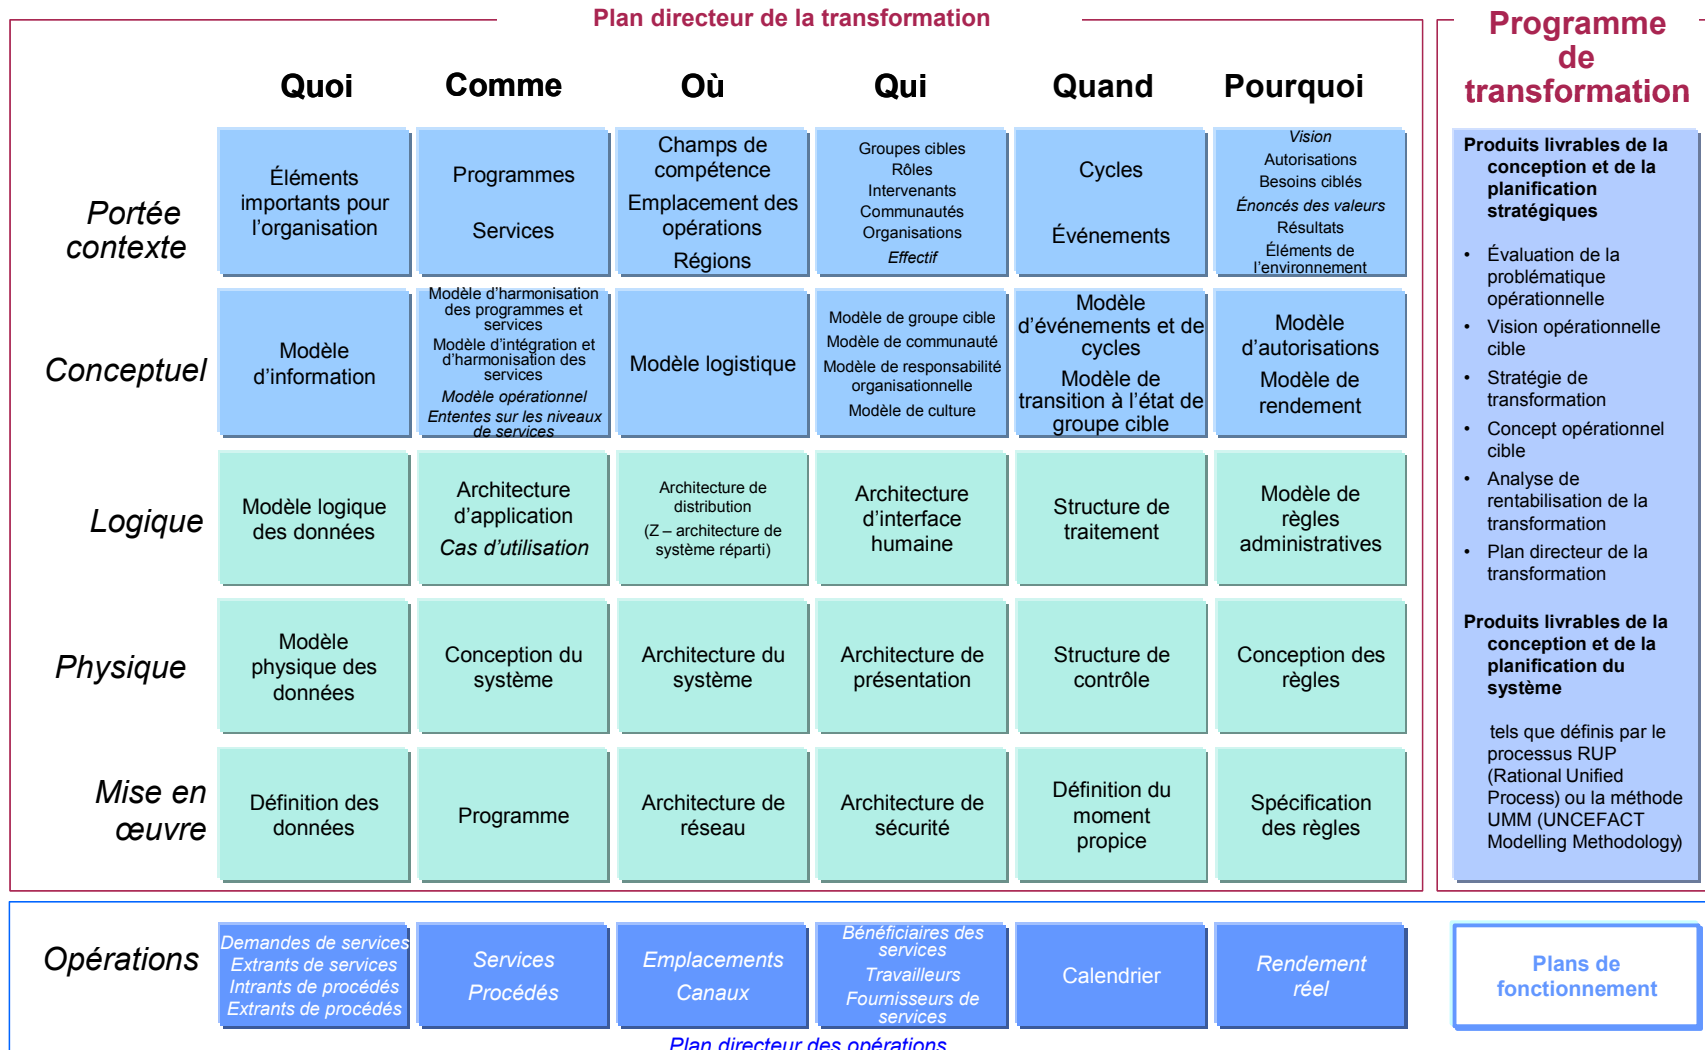 Plan directeur de la transformation
Programme
de
transformation
Quoi
Comme
Où
Qui
Quand
Pourquoi
Portée
contexte
Éléments
importants pour
l’organisation
Programmes
Services
Champs de
compétence
Emplacement des
opérations
Régions
Groupes cibles
Rôles
Intervenants
Communautés
Organisations
Effectif
Cycles
Événements
Vision
Autorisations
Besoins ciblés
Énoncés des valeurs
Résultats
Éléments de
l’environnement
Conceptuel
Modèle
d’information
Modèle d’harmonisation
des programmes et
services
Modèle d’intégration et
d’harmonisation des
services
Modèle opérationnel
Ententes sur les niveaux
de services
Modèle logistique
Modèle de groupe cible
Modèle de communauté
Modèle de responsabilité
organisationnelle
Modèle de culture
Modèle
d’événements et de
cycles
Modèle de
transition à l’état de
groupe cible
Modèle
d’autorisations
Modèle de
rendement
Logique
Modèle logique
des données
Architecture
d’application
Cas d’utilisation
Architecture de
distribution
(Z – architecture de
système réparti)
Architecture
d’interface
humaine
Structure de
traitement
Modèle de
règles
administratives
Physique
Modèle
physique des
données
Conception du
système
Architecture du
système
Architecture de
présentation
Structure de
contrôle
Conception des
règles
Mise en
œuvre
Définition des
données
Programme
Architecture de
réseau
Architecture de
sécurité
Définition du
moment
propice
Spécification
des règles
Produits livrables de la
conception et de la
planification
stratégiques
• Évaluation de la
problématique
opérationnelle
• Vision opérationnelle
cible
• Stratégie de
transformation
• Concept opérationnel
cible
• Analyse de
rentabilisation de la
transformation
• Plan directeur de la
transformation
Produits livrables de la
conception et de la
planification du
système
tels que définis par le
processus RUP
(Rational Unified
Process) ou la méthode
UMM (UNCEFACT
Modelling Methodology)
Opérations
Demandes de services
Extrants de services
Intrants de procédés
Extrants de procédés
Services
Procédés
Emplacements
Canaux
Bénéficiaires des
services
Travailleurs
Fournisseurs de
services
Calendrier
Rendement
réel
Plans de
fonctionnement
Plan directeur des opérations